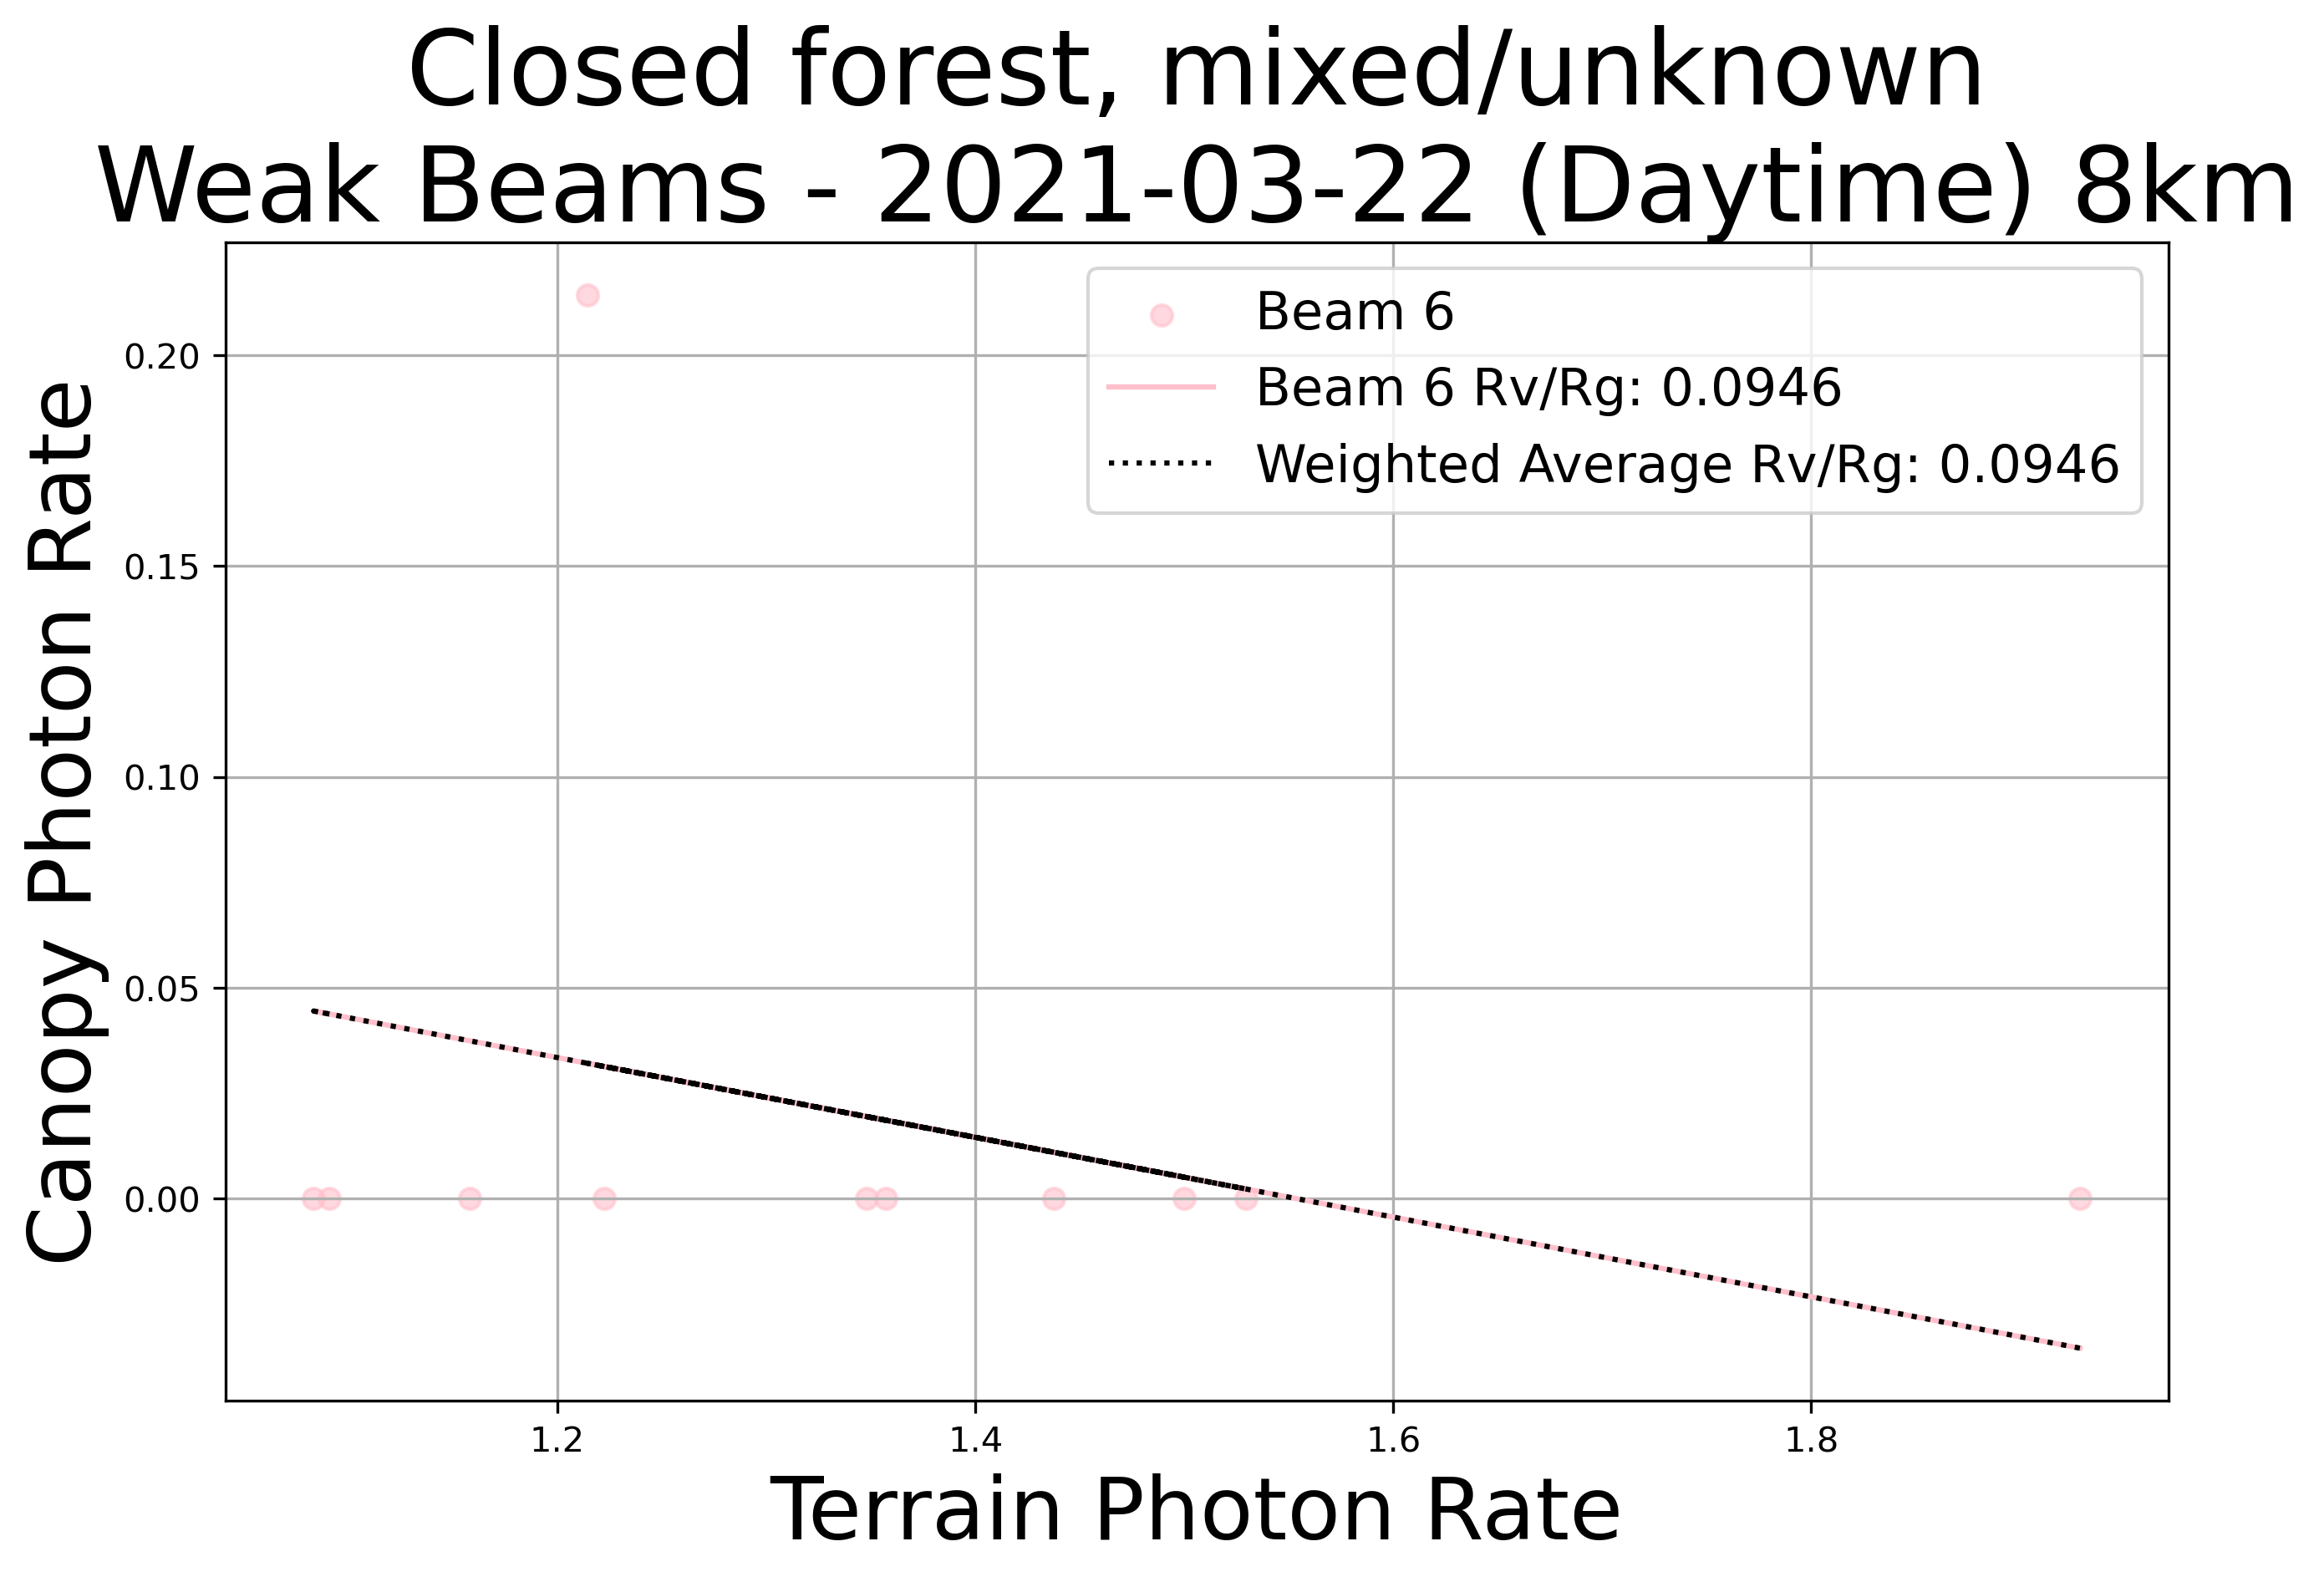 Closed forest, mixed/unknown
Weak Beams - 2021-03-22 (Daytime) 8km
Beam 6
Beam 6 Rv/Rg: 0.0946
Weighted Average Rv/Rg: 0.0946
Canopy Photon Rate
0.20
0.15
0.10
0.05
0.00
1.2 1.4 1.6 1.8
Terrain Photon Rate